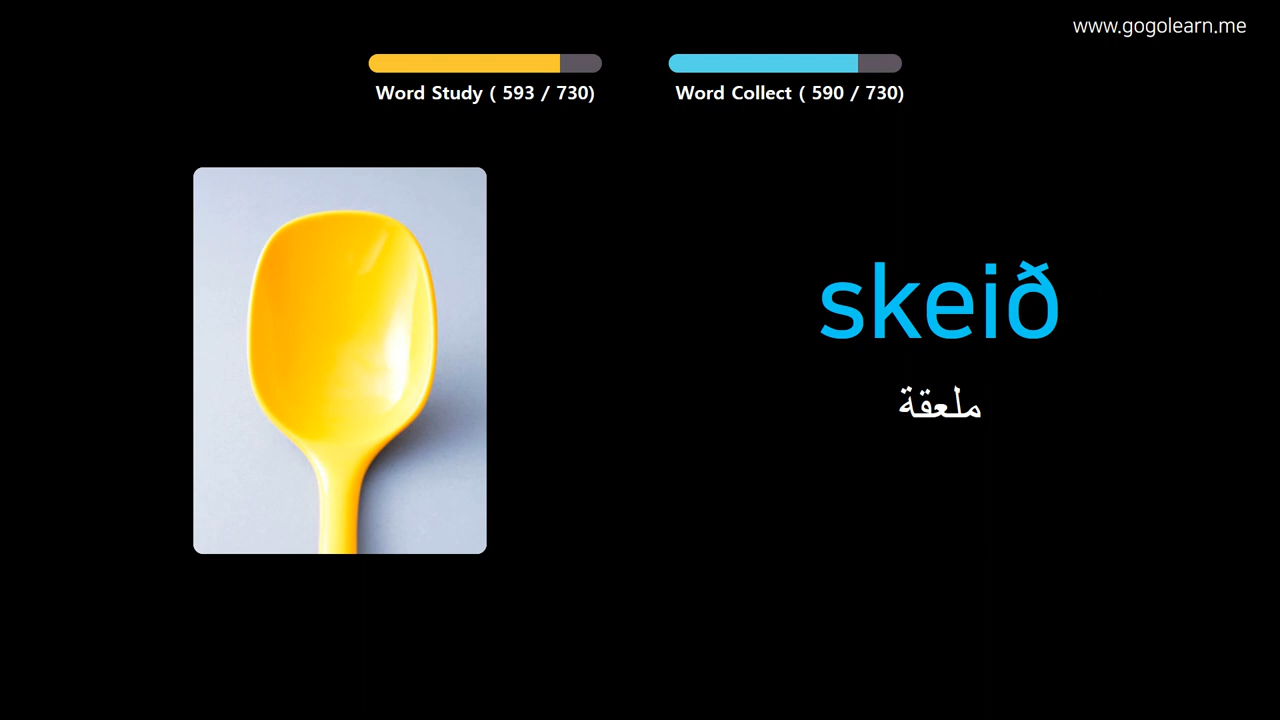 www.gogolearn.me
Word Study ( 593 / 730)
Word Collect ( 590 / 730)
skeið
ملعقة